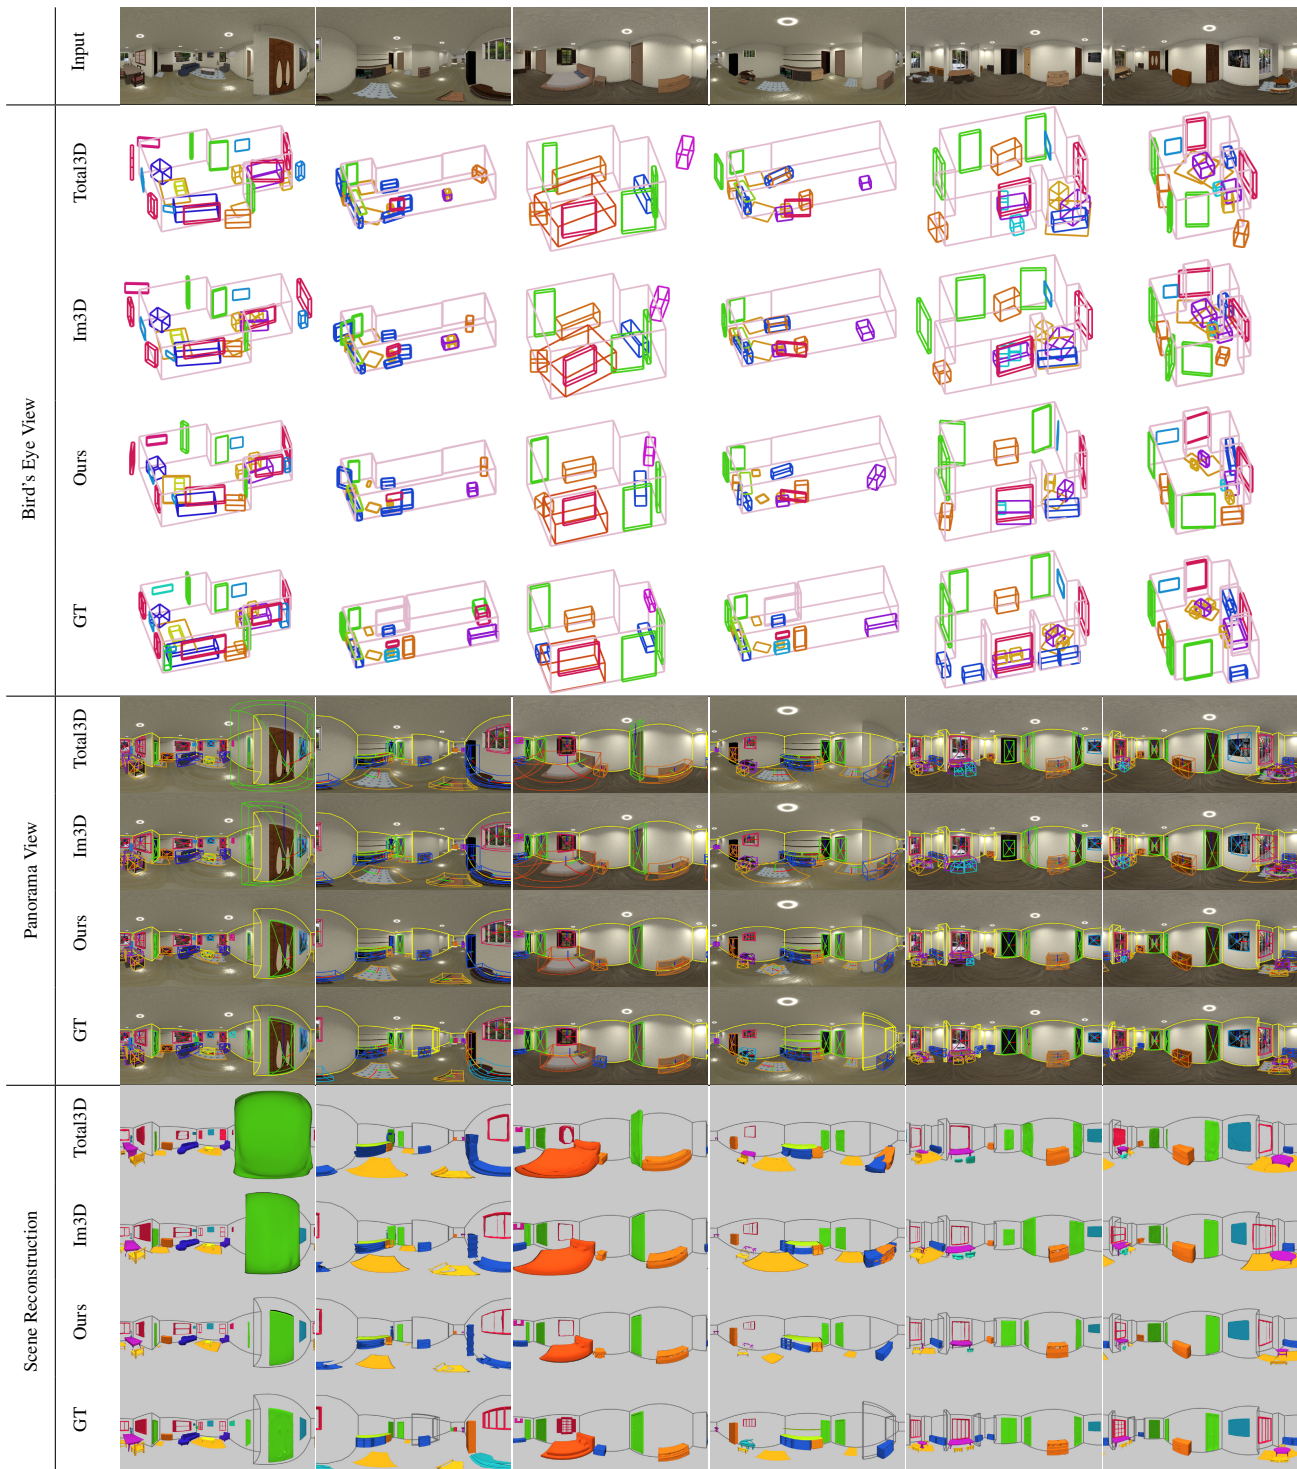 Input
Bird's Eye View
Total3D
Im3D
Ours
GT
Panorama View
Total3D
Im3D
Ours
GT
Scene Reconstruction
Total3D
Im3D
Ours
GT